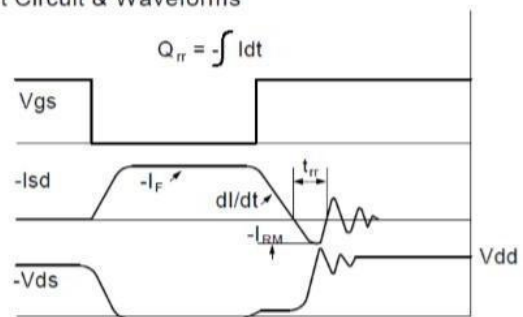 t Circuit & Waveforms
Qrr = -∫ Idt
Vgs
-Isd
-IF
dI/dt
trr
-IRM
Vdd
-Vds